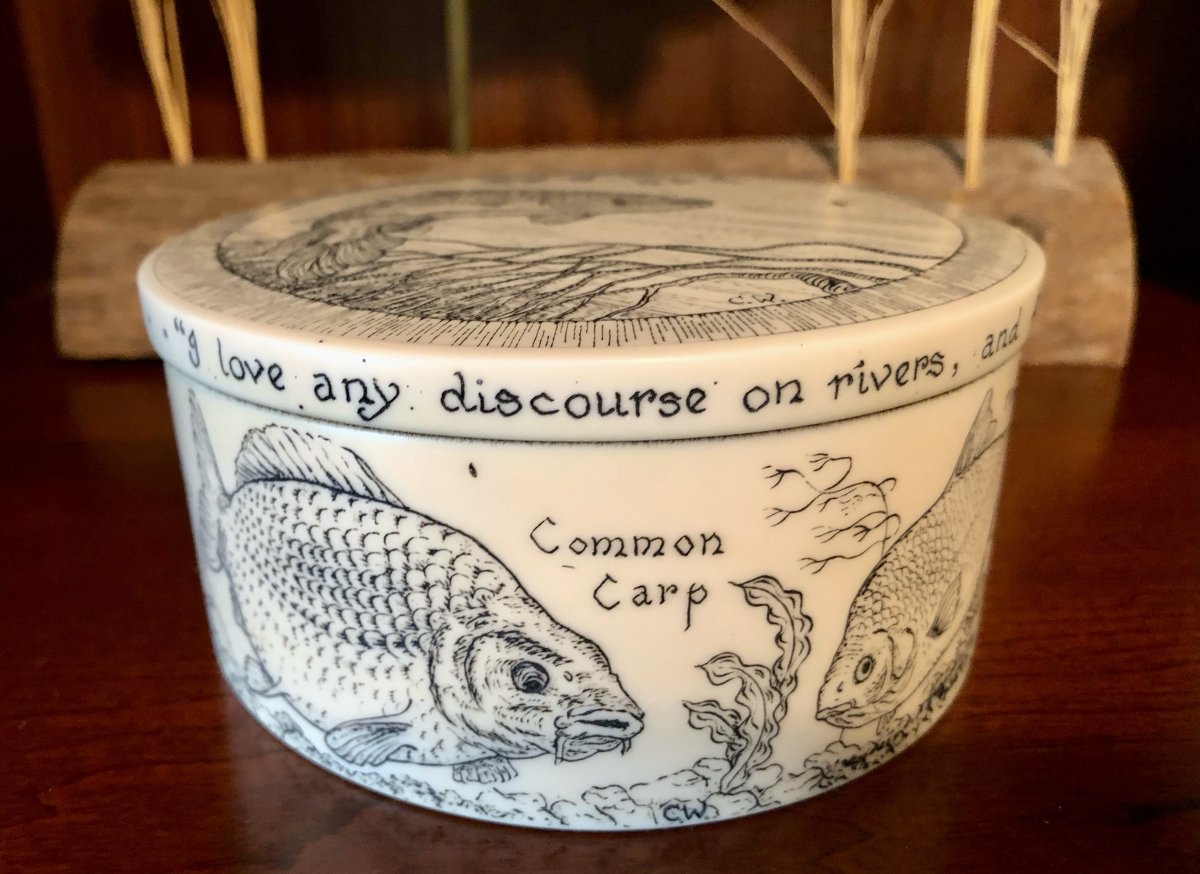 C.W.
"I love any discourse on rivers, and
Common
Carp
CW